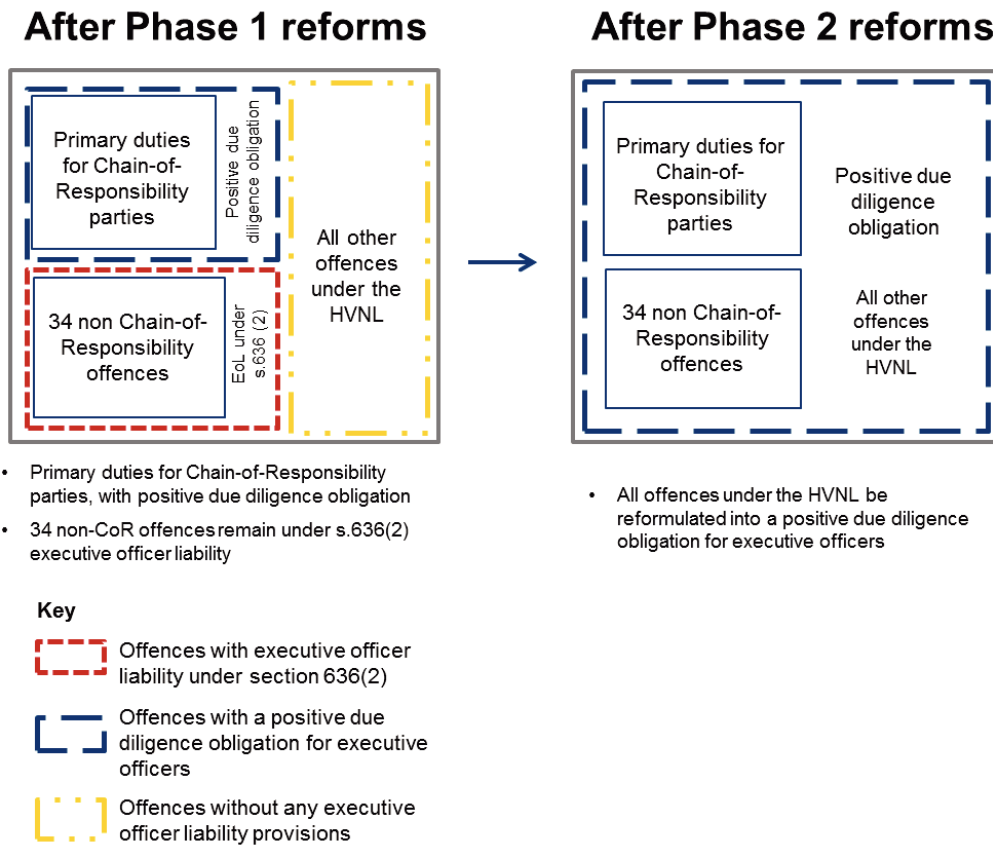 After Phase 1 reforms
Primary duties
for Chain-of-
Responsibility
parties
Positive due
diligence obligation
34 non Chain-of-
Responsibility
offences
EoL under
s.636 (2)
All other
offences
under the
HVNL
• Primary duties for Chain-of-Responsibility
parties, with positive due diligence obligation
• 34 non-CoR offences remain under s.636(2)
executive officer liability
After Phase 2 reforms
Primary duties for
Chain-of-
Responsibility
parties
34 non Chain-of-
Responsibility
offences
Positive due
diligence
obligation
All other
offences
under the
HVNL
• All offences under the HVNL be
reformulated into a positive due diligence
obligation for executive officers
Key
Offences with executive officer
liability under section 636(2)
Offences with a positive due
diligence obligation for executive
officers
Offences without any executive
officer liability provisions